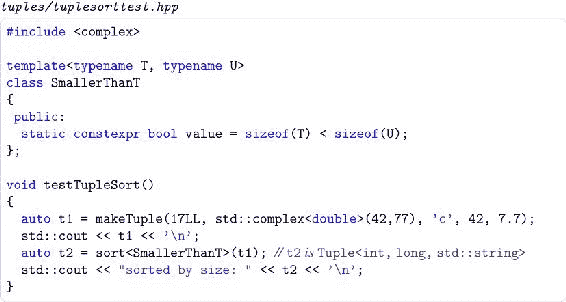 tuples/tuplesorttest.hpp
#include <complex>
template<typename T, typename U>
class SmallerThanT
{
public:
static constexpr bool value = sizeof(T) < sizeof(U);
};
void testTupleSort()
{
auto t1 = makeTuple(17LL, std::complex<double>(42,77), 'c', 42, 7.7);
std::cout << t1 << '\n';
auto t2 = sort<SmallerThanT>(t1); // t2 is Tuple<int, long, std::string>
std::cout << "sorted by size: " << t2 << '\n';
}